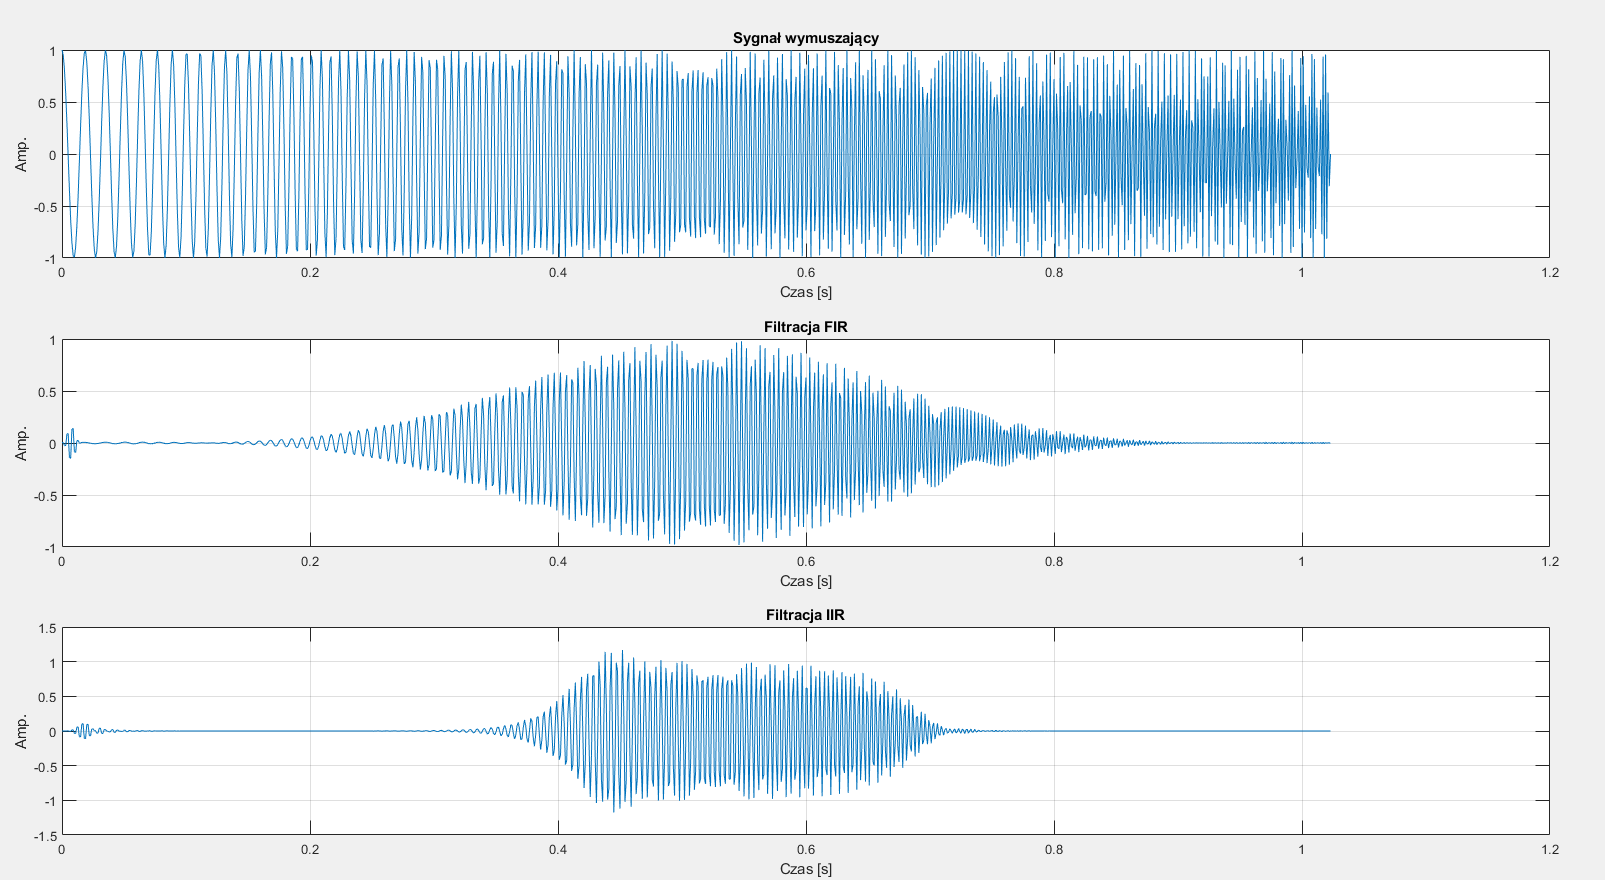 Sygnał wymuszający
1
0.5
0
-0.5
-1
Amp.
0 0.2 0.4 0.6 0.8 1 1.2
Czas [s]
Filtracja FIR
1
0.5
0
-0.5
-1
Amp.
0 0.2 0.4 0.6 0.8 1 1.2
Czas [s]
Filtracja IIR
1.5
1
0.5
0
-0.5
-1
-1.5
Amp.
0 0.2 0.4 0.6 0.8 1 1.2
Czas [s]